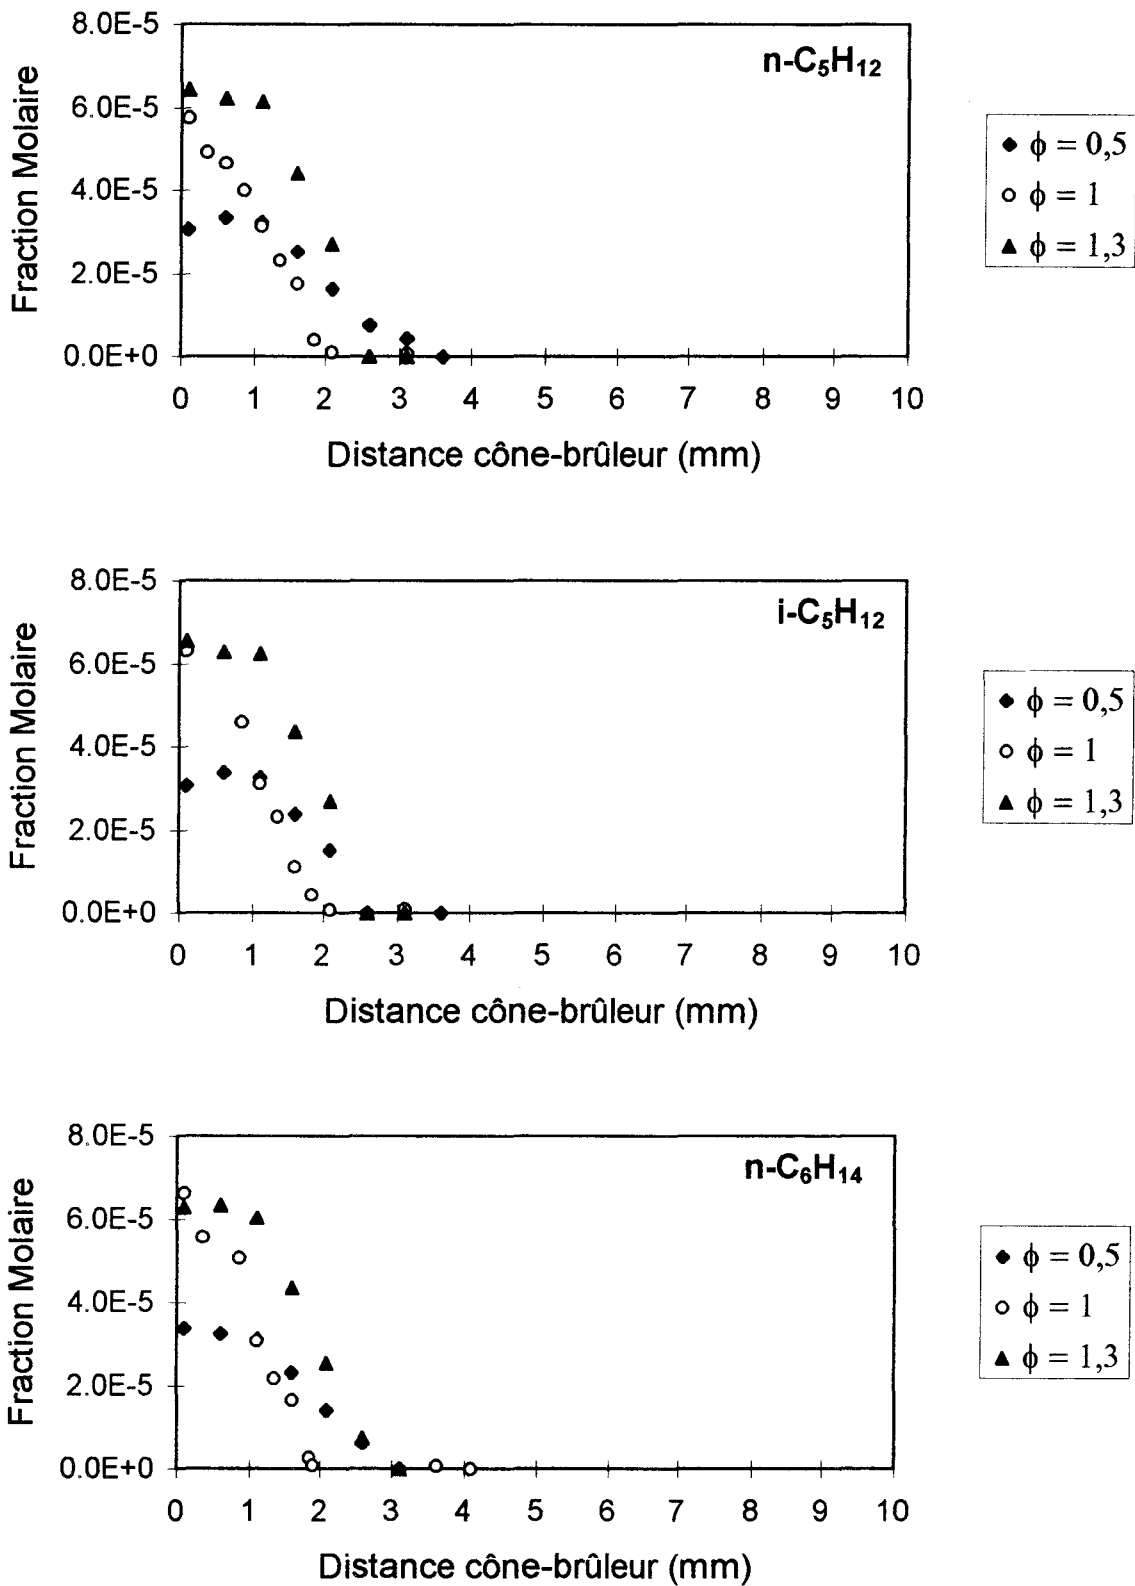 8.0E-5
n-C5H12
6.0E-5
4.0E-5
2.0E-5
0.0E+0
Fraction Molaire
0 1 2 3 4 5 6 7 8 9 10
Distance cône-brûleur (mm)
ϕ = 0,5
ϕ = 1
ϕ = 1,3
8.0E-5
i-C5H12
6.0E-5
4.0E-5
2.0E-5
0.0E+0
Fraction Molaire
0 1 2 3 4 5 6 7 8 9 10
Distance cône-brûleur (mm)
ϕ = 0,5
ϕ = 1
ϕ = 1,3
8.0E-5
n-C6H14
6.0E-5
4.0E-5
2.0E-5
0.0E+0
Fraction Molaire
0 1 2 3 4 5 6 7 8 9 10
Distance cône-brûleur (mm)
ϕ = 0,5
ϕ = 1
ϕ = 1,3